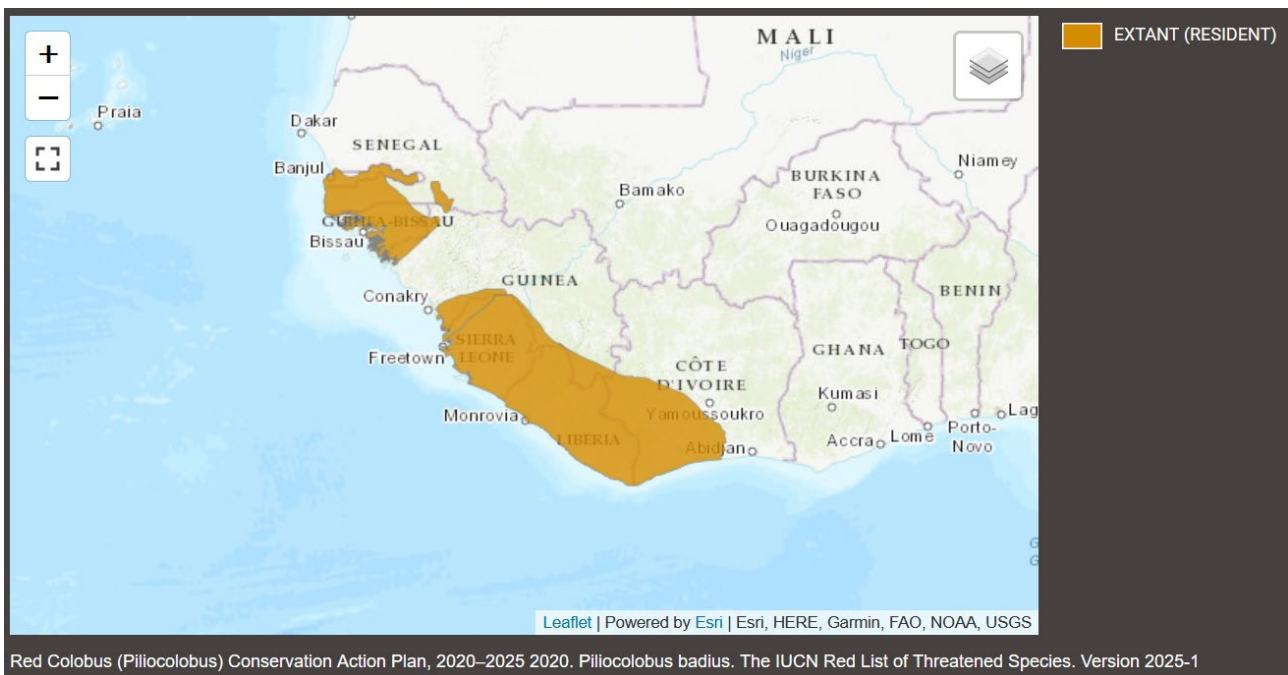 +
−
EXTANT (RESIDENT)
MALI
Niger
Praia
Dakar
SENEGAL
Banjul
Niamey
BURKINA
FASO
Bamako
Ouagadougou
GUINEA-BISSAU
Bissau
GUINEA
BENIN
Conakry
SIERRA
LEONE
GHANA
TOGO
Freetown
CÔTE
D'IVOIRE
Kumasi
Yamoussoukro
Monrovia
LIBERIA
Abidjan
Accra
Lome
Porto-
Novo
Lag
G
G
Leaflet | Powered by Esri | Esri, HERE, Garmin, FAO, NOAA, USGS
Red Colobus (Piliocolobus) Conservation Action Plan, 2020–2025 2020. Piliocolobus badius. The IUCN Red List of Threatened Species. Version 2025-1